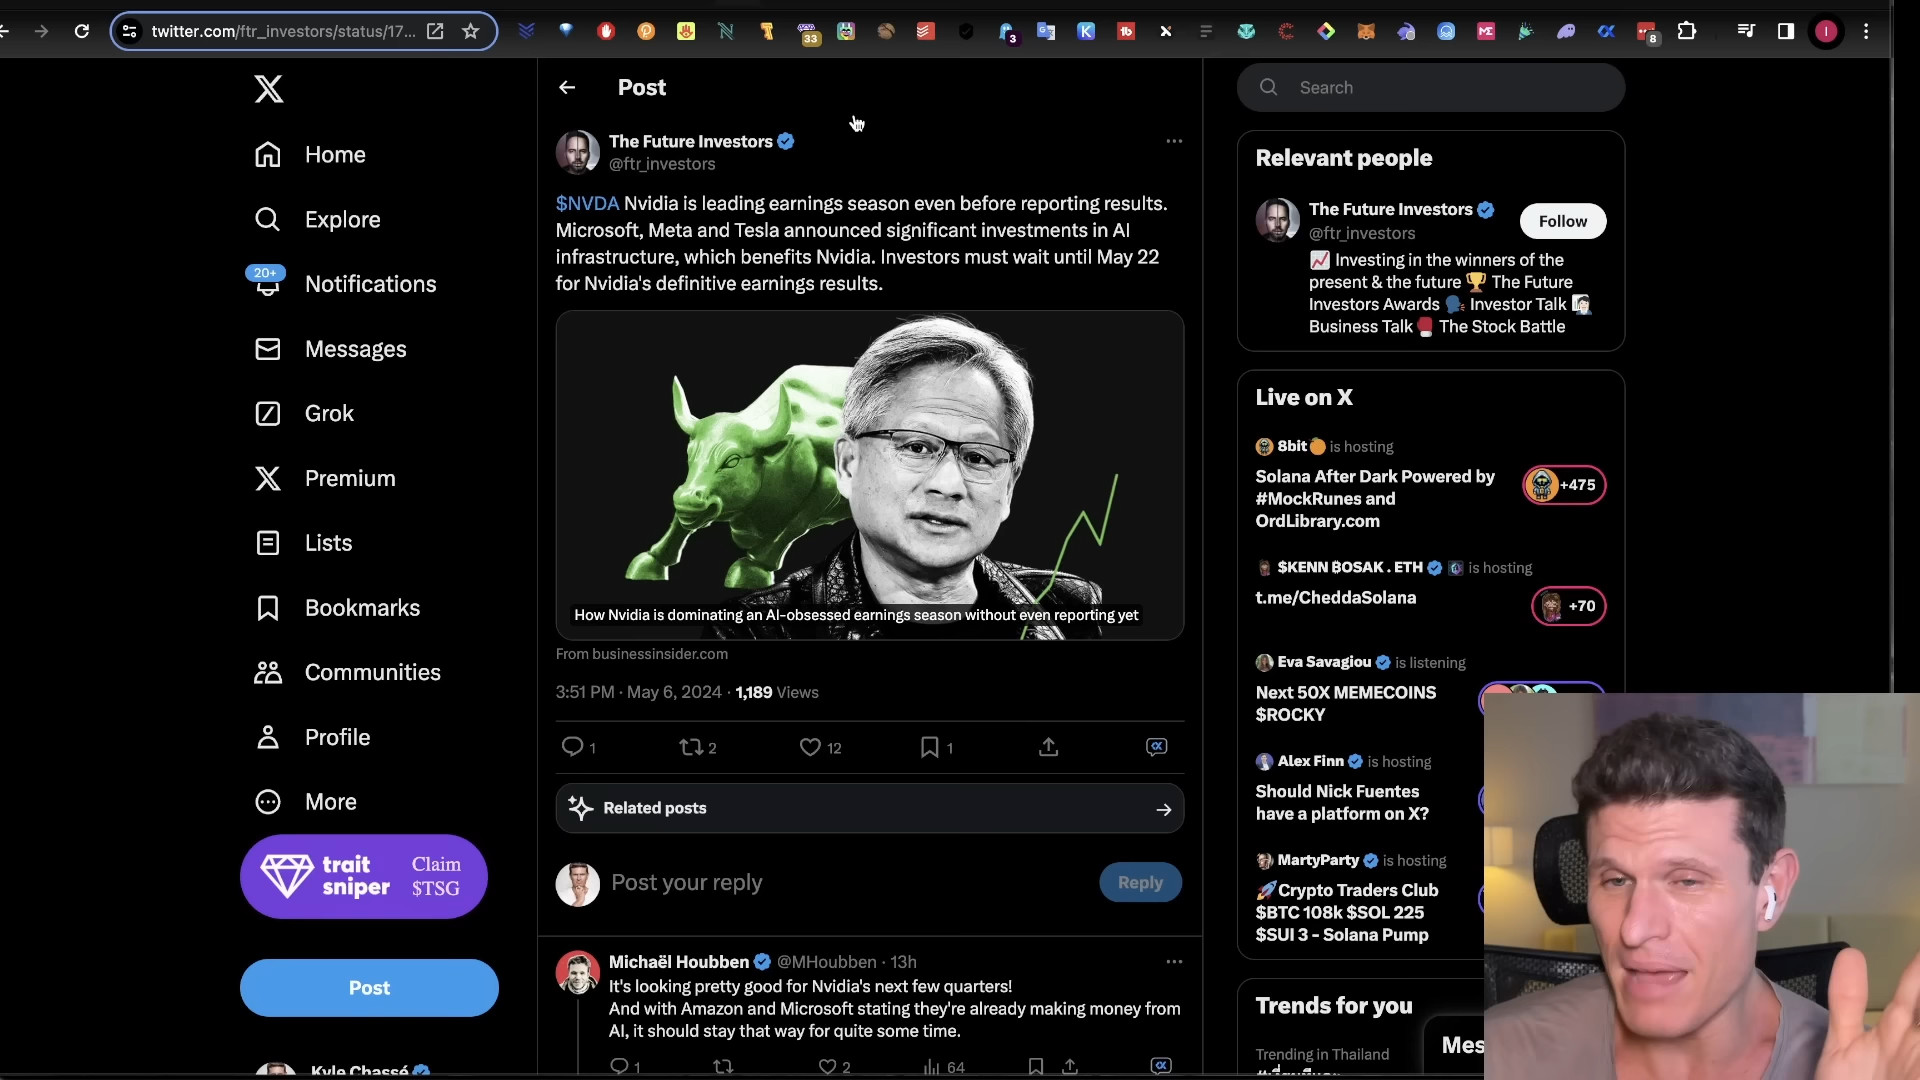 twitter.com/ftr_investors/status/17...
33
3
8
Home
Explore
20+
Notifications
Messages
Grok
Premium
Lists
Bookmarks
Communities
Profile
More
trait sniper
Claim $TSG
Post
Kyle Chassé
Post
The Future Investors
@ftr_investors
$NVDA Nvidia is leading earnings season even before reporting results.
Microsoft, Meta and Tesla announced significant investments in AI
infrastructure, which benefits Nvidia. Investors must wait until May 22
for Nvidia's definitive earnings results.
How Nvidia is dominating an AI-obsessed earnings season without even reporting yet
From businessinsider.com
3:51 PM · May 6, 2024 · 1,189 Views
1 2 12 1
Related posts
Post your reply
Reply
Michaël Houbben @MHoubben · 13h
It's looking pretty good for Nvidia's next few quarters!
And with Amazon and Microsoft stating they're already making money from
AI, it should stay that way for quite some time.
1 2 64
Search
Relevant people
The Future Investors
@ftr_investors
Follow
Investing in the winners of the
present & the future 🏆 The Future
Investors Awards 🗣 Investor Talk
Business Talk 🥊 The Stock Battle
Live on X
8bit🍊 is hosting
Solana After Dark Powered by
#MockRunes and
OrdLibrary.com
+475
$KENN ₿OSAK . ETH is hosting
t.me/CheddaSolana
+70
Eva Savagiou is listening
Next 50X MEMECOINS
$ROCKY
Alex Finn is hosting
Should Nick Fuentes
have a platform on X?
MartyParty is hosting
🚀Crypto Traders Club
$BTC 108k $SOL 225
$SUI 3 - Solana Pump
Trends for you
Trending in Thailand
Mes